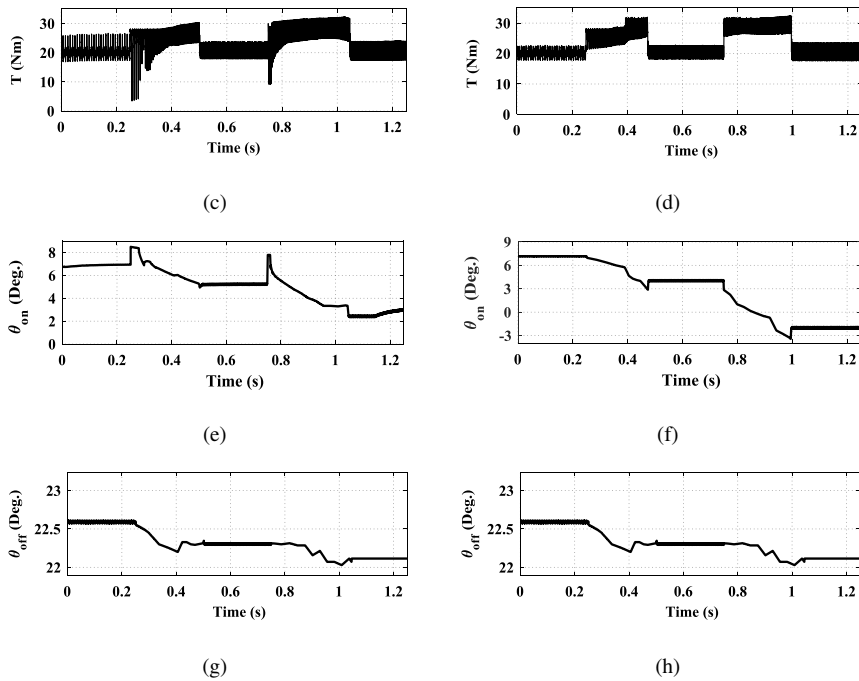 30
20
10
0
T (Nm)
0 0.2 0.4 0.6 0.8 1 1.2
Time (s)
(c)
30
20
10
0
T (Nm)
0 0.2 0.4 0.6 0.8 1 1.2
Time (s)
(d)
8
6
4
2
0
θon (Deg.)
0 0.2 0.4 0.6 0.8 1 1.2
Time (s)
(e)
9
6
3
0
-3
θon (Deg.)
0 0.2 0.4 0.6 0.8 1 1.2
Time (s)
(f)
23
22.5
22
θoff (Deg.)
0 0.2 0.4 0.6 0.8 1 1.2
Time (s)
(g)
23
22.5
22
θoff (Deg.)
0 0.2 0.4 0.6 0.8 1 1.2
Time (s)
(h)